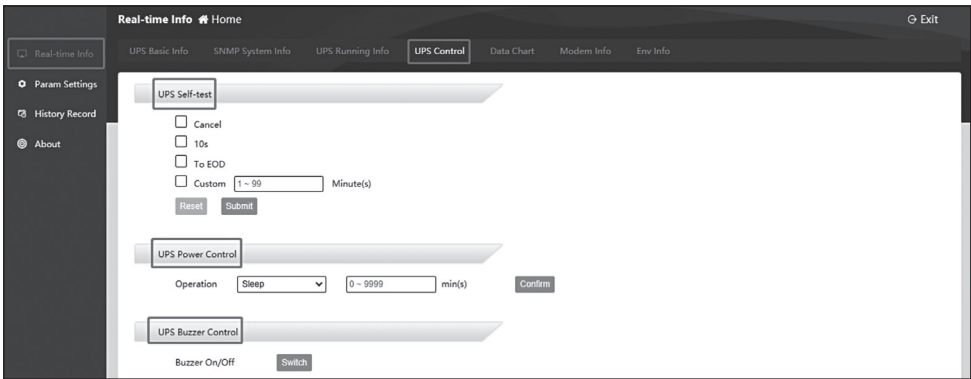 Real-time Info Home Exit
Real-time Info
UPS Basic Info SNMP System Info UPS Running Info UPS Control Data Chart Modem Info Env Info
Param Settings
History Record
About
UPS Self-test
Cancel
10s
To EOD
Custom 1 ~ 99 Minute(s)
Reset Submit
UPS Power Control
Operation Sleep 0 ~ 9999 min(s) Confirm
UPS Buzzer Control
Buzzer On/Off Switch